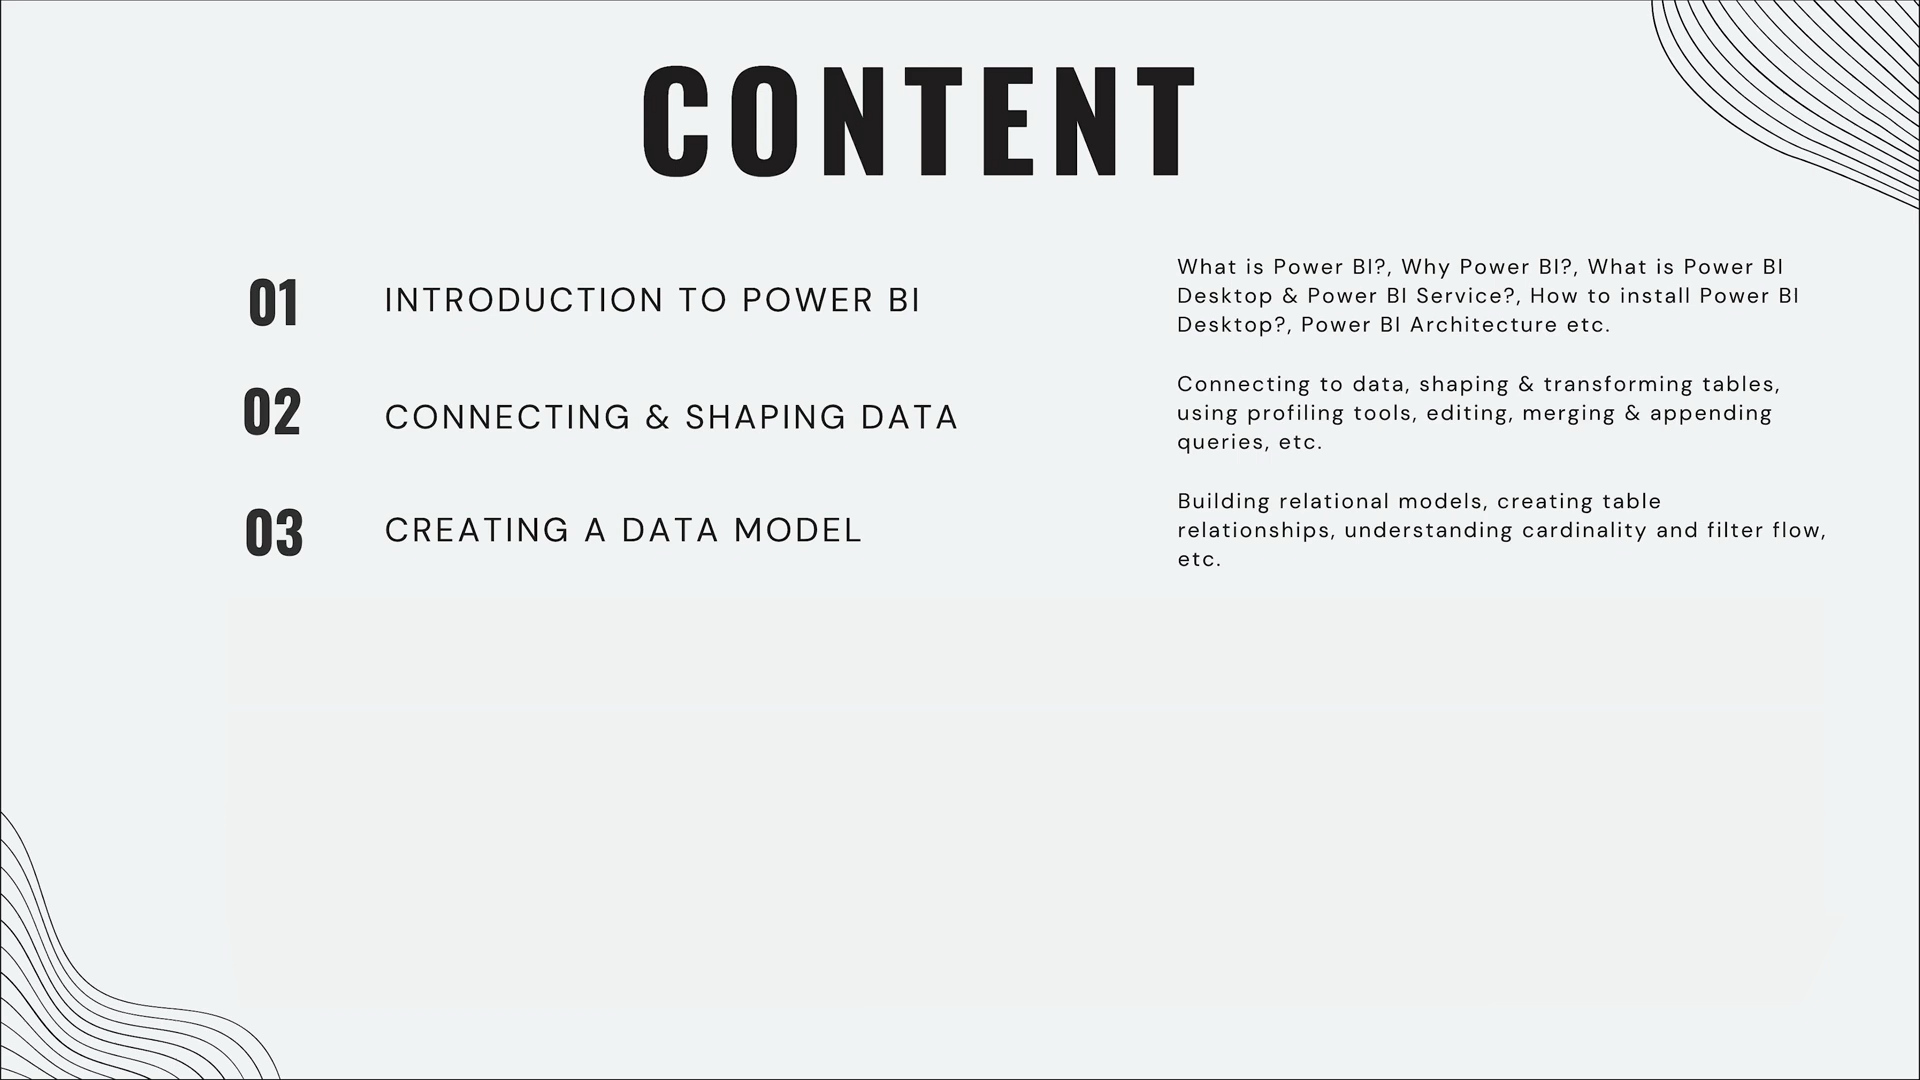 CONTENT
01
INTRODUCTION TO POWER BI
What is Power BI?, Why Power BI?, What is Power BI
Desktop & Power BI Service?, How to install Power BI
Desktop?, Power BI Architecture etc.
02
CONNECTING & SHAPING DATA
Connecting to data, shaping & transforming tables,
using profiling tools, editing, merging & appending
queries, etc.
03
CREATING A DATA MODEL
Building relational models, creating table
relationships, understanding cardinality and filter flow,
etc.